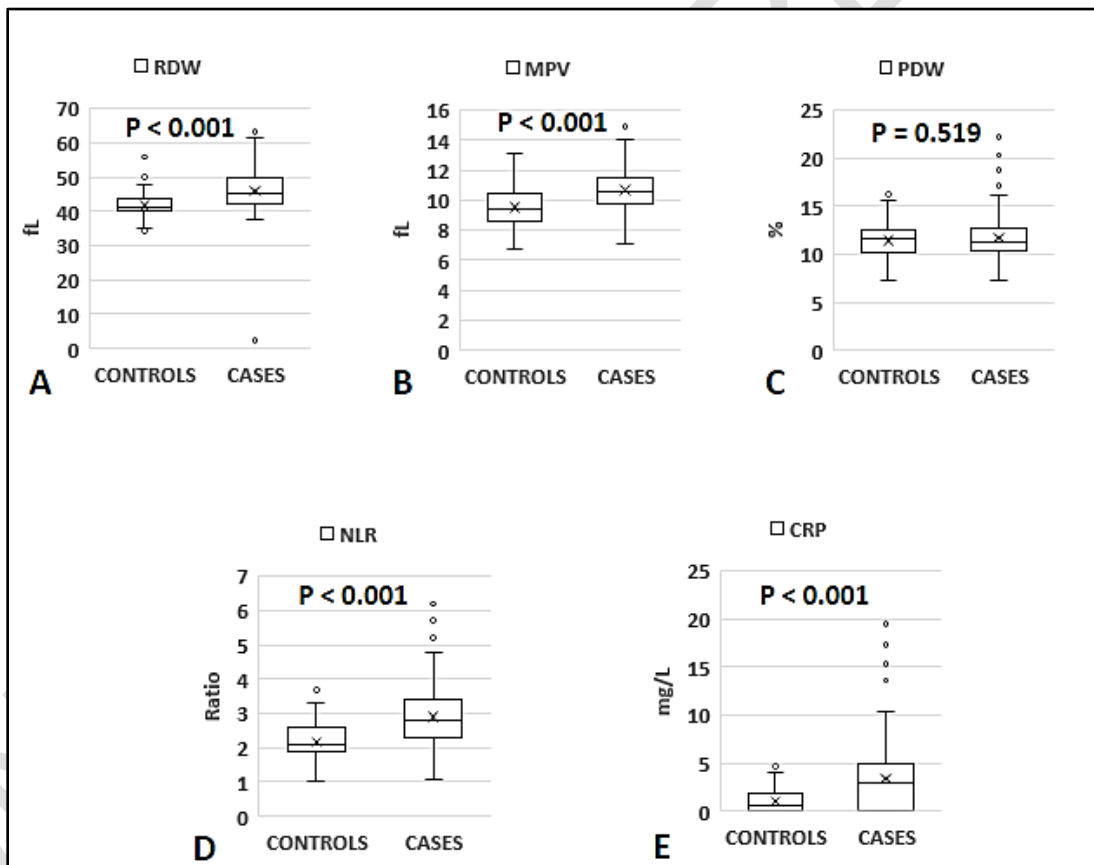 RDW
MPV
PDW
70
60
50
40
30
20
10
0
fL
P < 0.001
CONTROLS CASES
A
16
14
12
10
8
6
4
2
0
fL
P < 0.001
CONTROLS CASES
B
25
20
15
10
5
0
%
P = 0.519
CONTROLS CASES
C
NLR
7
6
5
4
3
2
1
0
Ratio
P < 0.001
CONTROLS CASES
D
CRP
25
20
15
10
5
0
mg/L
P < 0.001
CONTROLS CASES
E